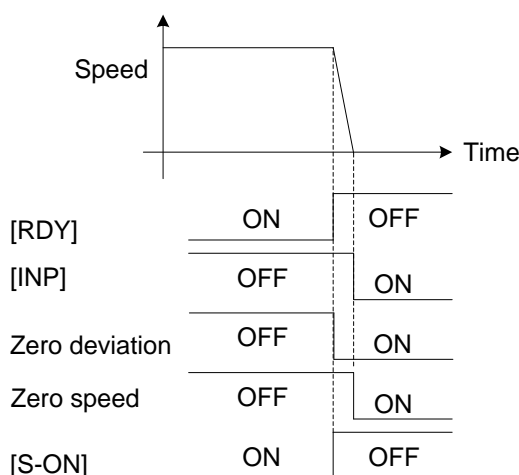 Speed
Time
[RDY] ON OFF
[INP] OFF ON
Zero deviation OFF ON
Zero speed OFF ON
[S-ON] ON OFF